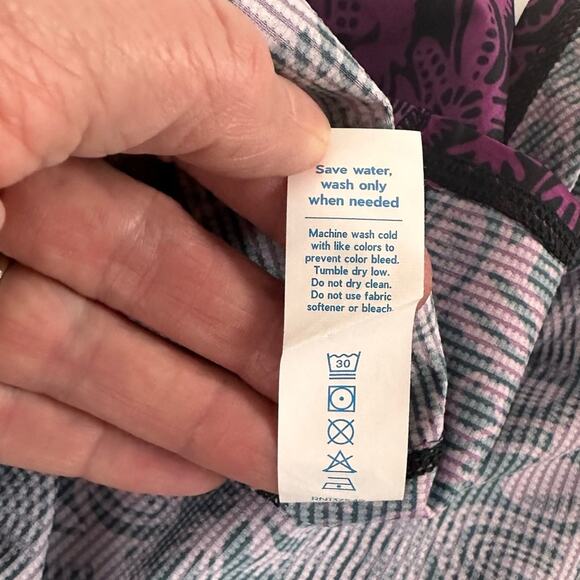 Save water,
wash only
when needed
Machine wash cold
with like colors to
prevent color bleed.
Tumble dry low.
Do not dry clean.
Do not use fabric
softener or bleach.
30